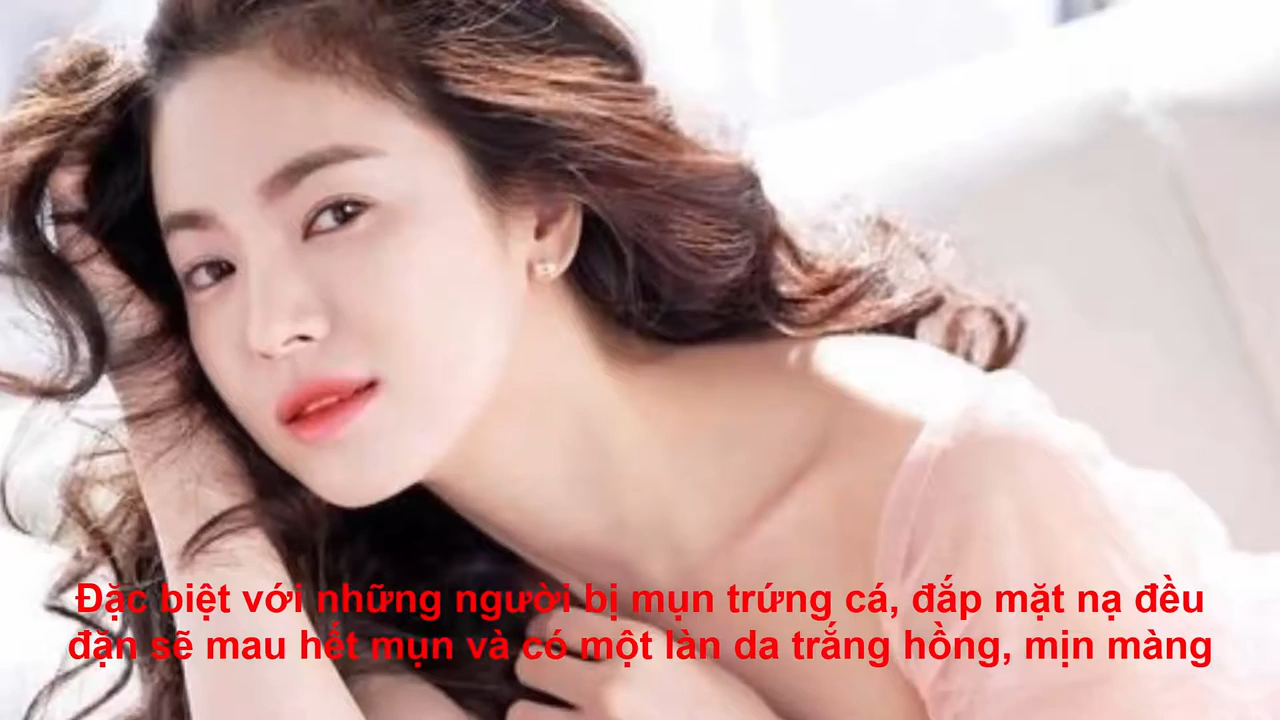 Đặc biệt với những người bị mụn trứng cá, đắp mặt nạ đều
đặn sẽ mau hết mụn và có một làn da trắng hồng, mịn màng